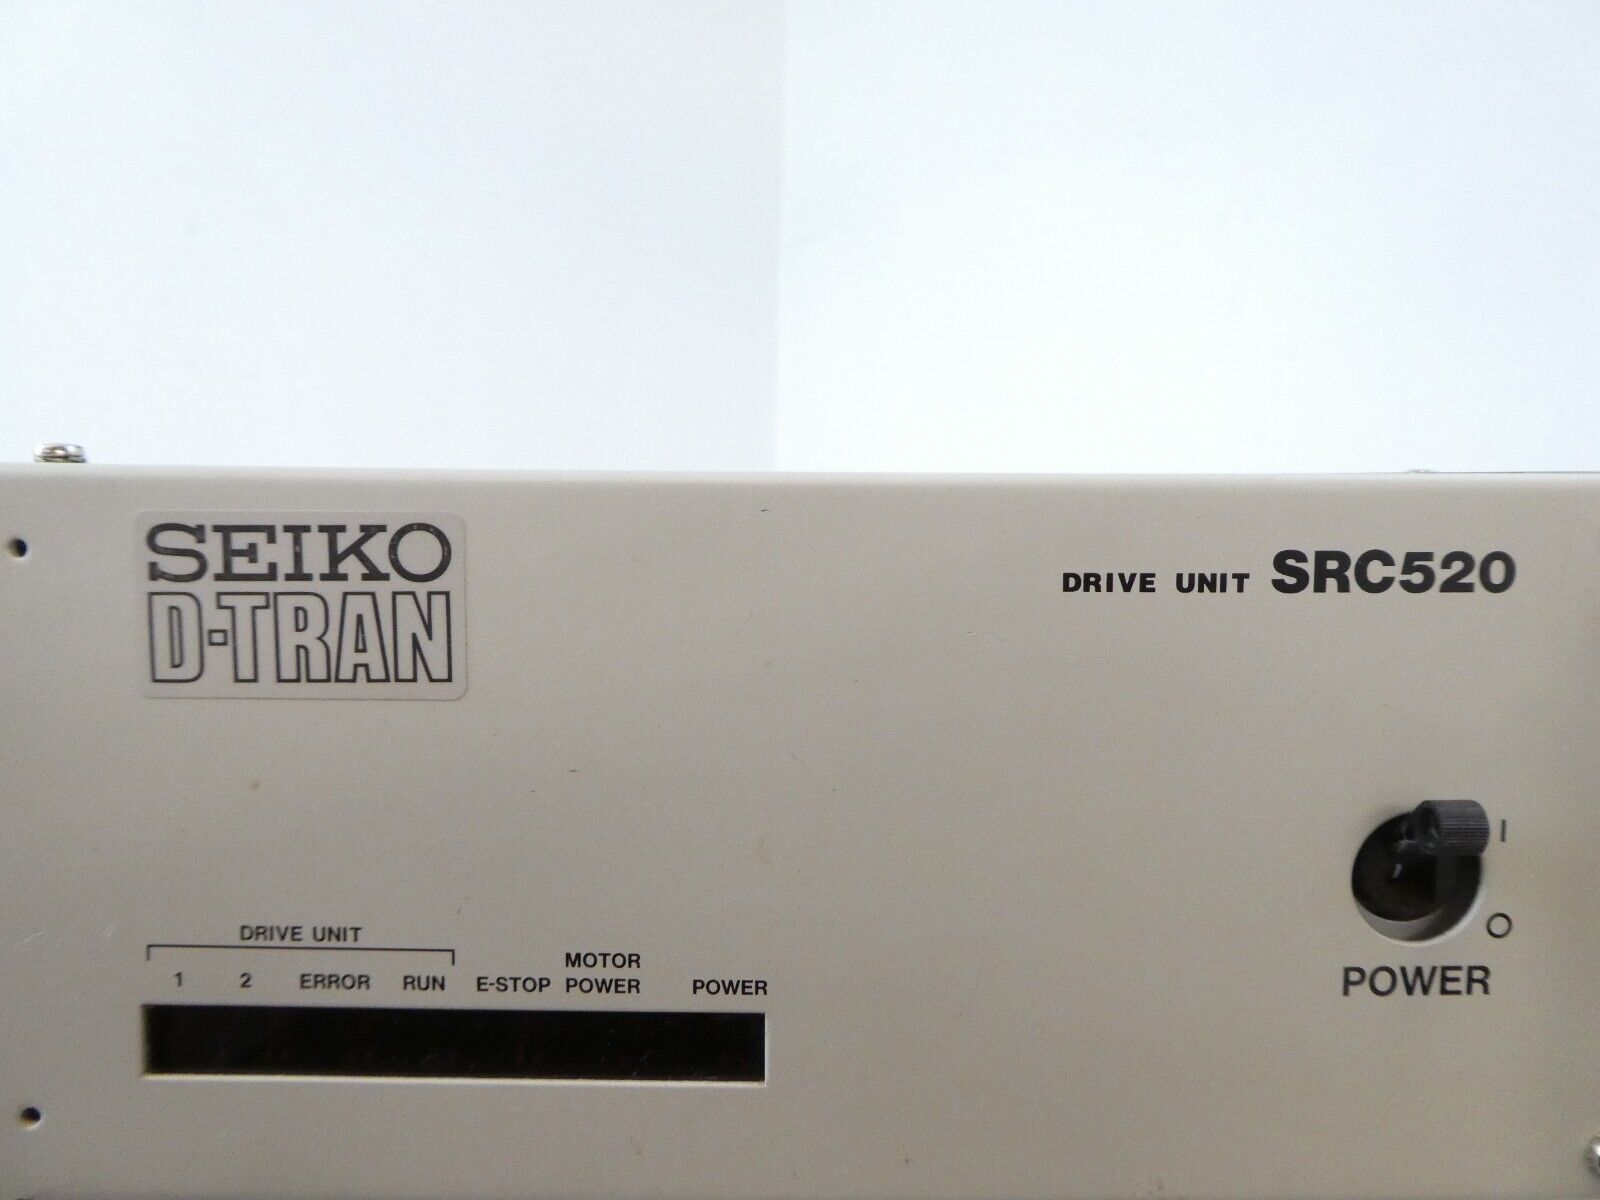 SEIKO
D-TRAN
DRIVE UNIT SRC520
I
O
POWER
DRIVE UNIT
1 2 ERROR RUN E-STOP MOTOR POWER POWER